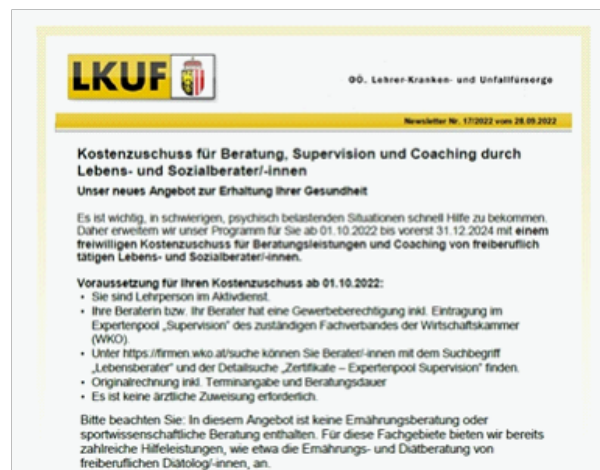 LKUF
OÖ. Lehrer-Kranken- und Unfallfürsorge
Newsletter Nr. 17/2022 vom 28.09.2022
Kostenzuschuss für Beratung, Supervision und Coaching durch
Lebens- und Sozialberater/-innen
Unser neues Angebot zur Erhaltung Ihrer Gesundheit
Es ist wichtig, in schwierigen, psychisch belastenden Situationen schnell Hilfe zu bekommen.
Daher erweitern wir unser Programm für Sie ab 01.10.2022 bis vorerst 31.12.2024 mit einem
freiwilligen Kostenzuschuss für Beratungsleistungen und Coaching von freiberuflich
tätigen Lebens- und Sozialberater/-innen.
Voraussetzung für Ihren Kostenzuschuss ab 01.10.2022:
• Sie sind Lehrperson im Aktivdienst.
• Ihre Beraterin bzw. Ihr Berater hat eine Gewerbeberechtigung inkl. Eintragung im
Expertenpool „Supervision" des zuständigen Fachverbandes der Wirtschaftskammer
(WKO).
• Unter https://firmen.wko.at/suche können Sie Berater/-innen mit dem Suchbegriff
„Lebensberater" und der Detailsuche „Zertifikate – Expertenpool Supervision" finden.
• Originalrechnung inkl. Terminangabe und Beratungsdauer
• Es ist keine ärztliche Zuweisung erforderlich.
Bitte beachten Sie: In diesem Angebot ist keine Ernährungsberatung oder
sportwissenschaftliche Beratung enthalten. Für diese Fachgebiete bieten wir bereits
zahlreiche Hilfeleistungen, wie etwa die Ernährungs- und Diätberatung von
freiberuflichen Diätolog/-innen, an.